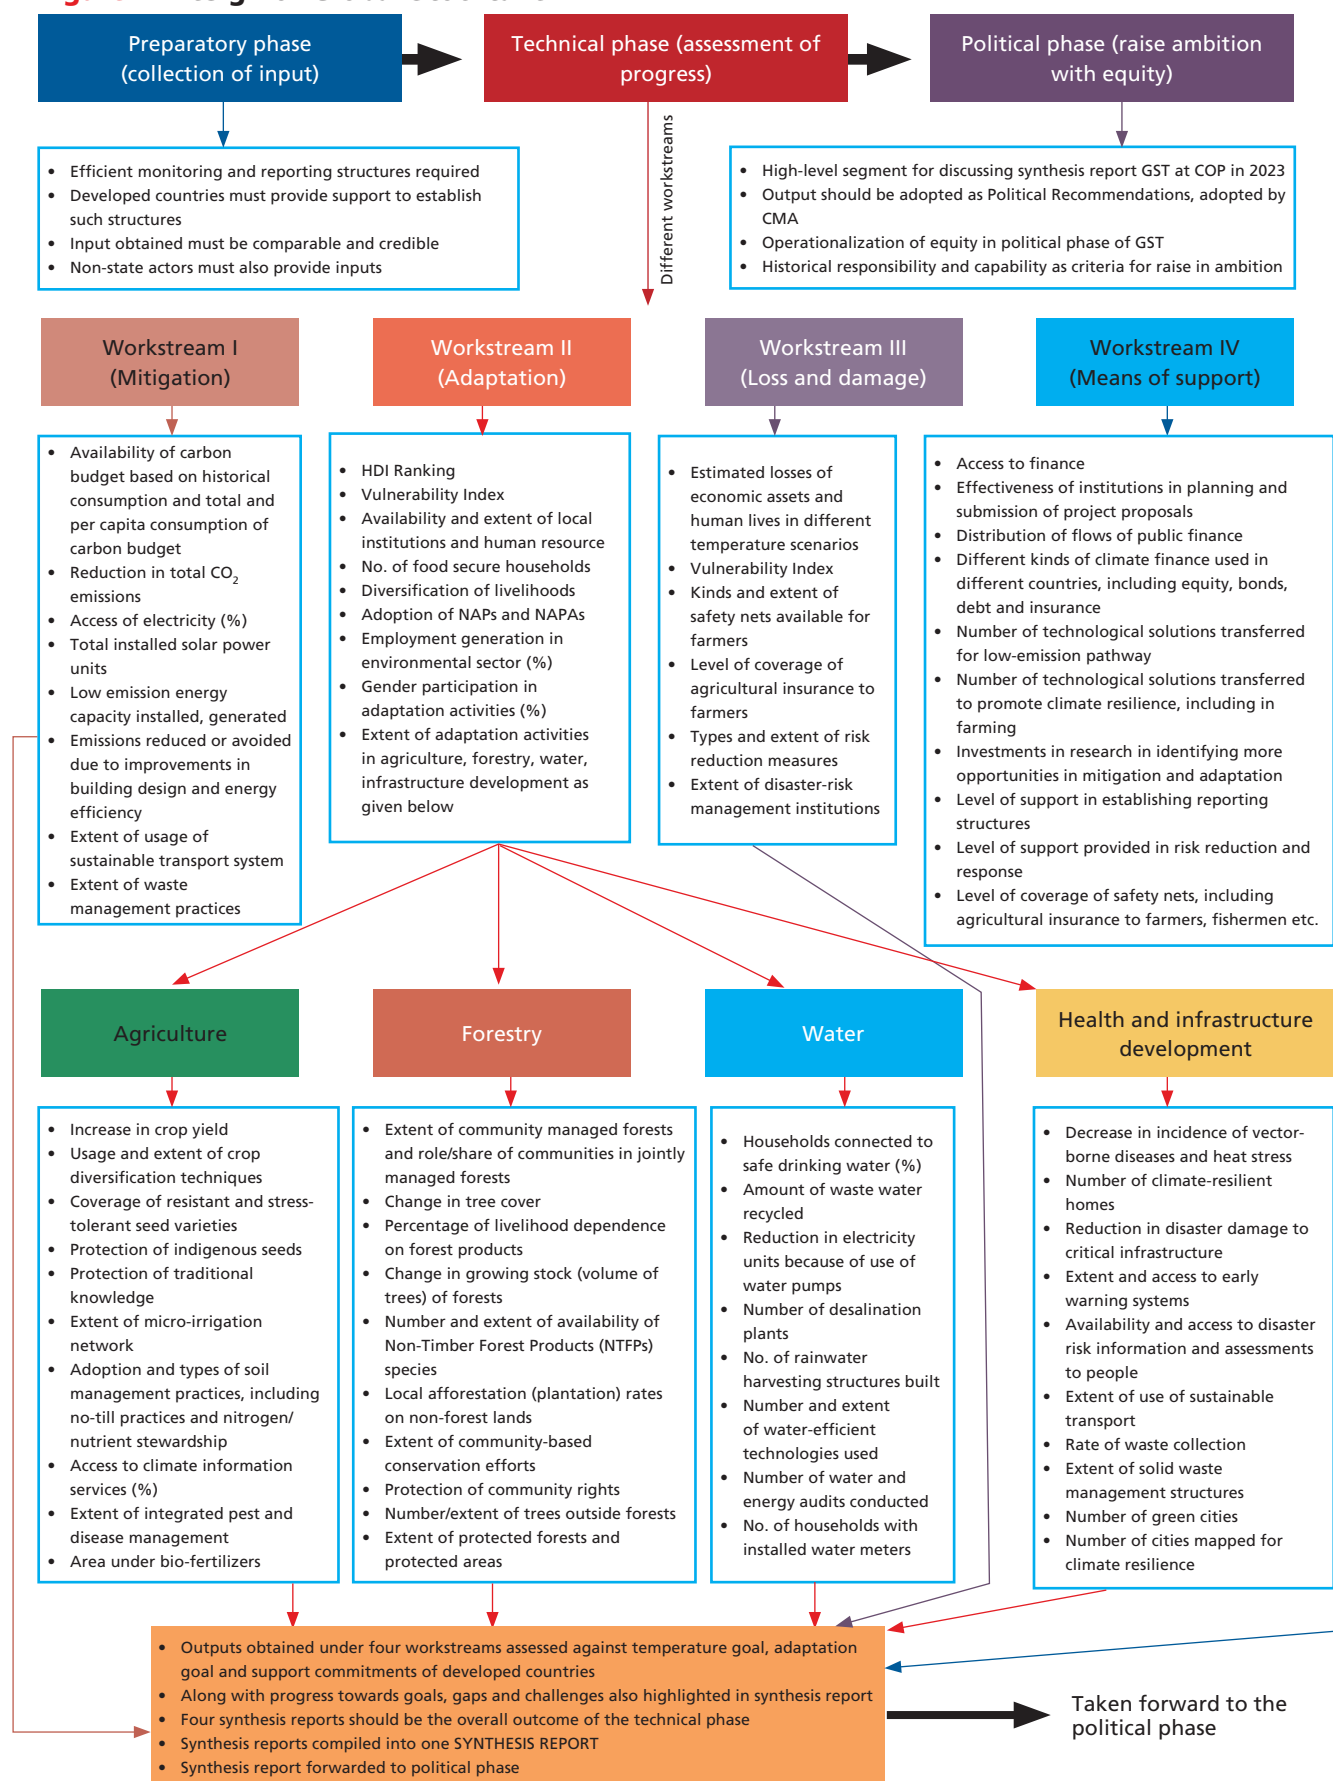 Preparatory phase
(collection of input)
Technical phase (assessment of
progress)
Political phase (raise ambition
with equity)
• Efficient monitoring and reporting structures required
• Developed countries must provide support to establish
such structures
• Input obtained must be comparable and credible
• Non-state actors must also provide inputs
Different workstreams
• High-level segment for discussing synthesis report GST at COP in 2023
• Output should be adopted as Political Recommendations, adopted by
CMA
• Operationalization of equity in political phase of GST
• Historical responsibility and capability as criteria for raise in ambition
Workstream I
(Mitigation)
Workstream II
(Adaptation)
Workstream III
(Loss and damage)
Workstream IV
(Means of support)
• Availability of carbon
budget based on historical
consumption and total and
per capita consumption of
carbon budget
• Reduction in total CO2
emissions
• Access of electricity (%)
• Total installed solar power
units
• Low emission energy
capacity installed, generated
• Emissions reduced or avoided
due to improvements in
building design and energy
efficiency
• Extent of usage of
sustainable transport system
• Extent of waste
management practices
• HDI Ranking
• Vulnerability Index
• Availability and extent of local
institutions and human resource
• No. of food secure households
• Diversification of livelihoods
• Adoption of NAPs and NAPAs
• Employment generation in
environmental sector (%)
• Gender participation in
adaptation activities (%)
• Extent of adaptation activities
in agriculture, forestry, water,
infrastructure development as
given below
• Estimated losses of
economic assets and
human lives in different
temperature scenarios
• Vulnerability Index
• Kinds and extent of
safety nets available for
farmers
• Level of coverage of
agricultural insurance to
farmers
• Types and extent of risk
reduction measures
• Extent of disaster-risk
management institutions
• Access to finance
• Effectiveness of institutions in planning and
submission of project proposals
• Distribution of flows of public finance
• Different kinds of climate finance used in
different countries, including equity, bonds,
debt and insurance
• Number of technological solutions transferred
for low-emission pathway
• Number of technological solutions transferred
to promote climate resilience, including in
farming
• Investments in research in identifying more
opportunities in mitigation and adaptation
• Level of support in establishing reporting
structures
• Level of support provided in risk reduction and
response
• Level of coverage of safety nets, including
agricultural insurance to farmers, fishermen etc.
Agriculture
Forestry
Water
Health and infrastructure
development
• Increase in crop yield
• Usage and extent of crop
diversification techniques
• Coverage of resistant and stress-
tolerant seed varieties
• Protection of indigenous seeds
• Protection of traditional
knowledge
• Extent of micro-irrigation
network
• Adoption and types of soil
management practices, including
no-till practices and nitrogen/
nutrient stewardship
• Access to climate information
services (%)
• Extent of integrated pest and
disease management
• Area under bio-fertilizers
• Extent of community managed forests
and role/share of communities in jointly
managed forests
• Change in tree cover
• Percentage of livelihood dependence
on forest products
• Change in growing stock (volume of
trees) of forests
• Number and extent of availability of
Non-Timber Forest Products (NTFPs)
species
• Local afforestation (plantation) rates
on non-forest lands
• Extent of community-based
conservation efforts
• Protection of community rights
• Number/extent of trees outside forests
• Extent of protected forests and
protected areas
• Households connected to
safe drinking water (%)
• Amount of waste water
recycled
• Reduction in electricity
units because of use of
water pumps
• Number of desalination
plants
• No. of rainwater
harvesting structures built
• Number and extent
of water-efficient
technologies used
• Number of water and
energy audits conducted
• No. of households with
installed water meters
• Decrease in incidence of vector-
borne diseases and heat stress
• Number of climate-resilient
homes
• Reduction in disaster damage to
critical infrastructure
• Extent and access to early
warning systems
• Availability and access to disaster
risk information and assessments
to people
• Extent of use of sustainable
transport
• Rate of waste collection
• Extent of solid waste
management structures
• Number of green cities
• Number of cities mapped for
climate resilience
• Outputs obtained under four workstreams assessed against temperature goal, adaptation
goal and support commitments of developed countries
• Along with progress towards goals, gaps and challenges also highlighted in synthesis report
• Four synthesis reports should be the overall outcome of the technical phase
• Synthesis reports compiled into one SYNTHESIS REPORT
• Synthesis report forwarded to political phase
Taken forward to the
political phase